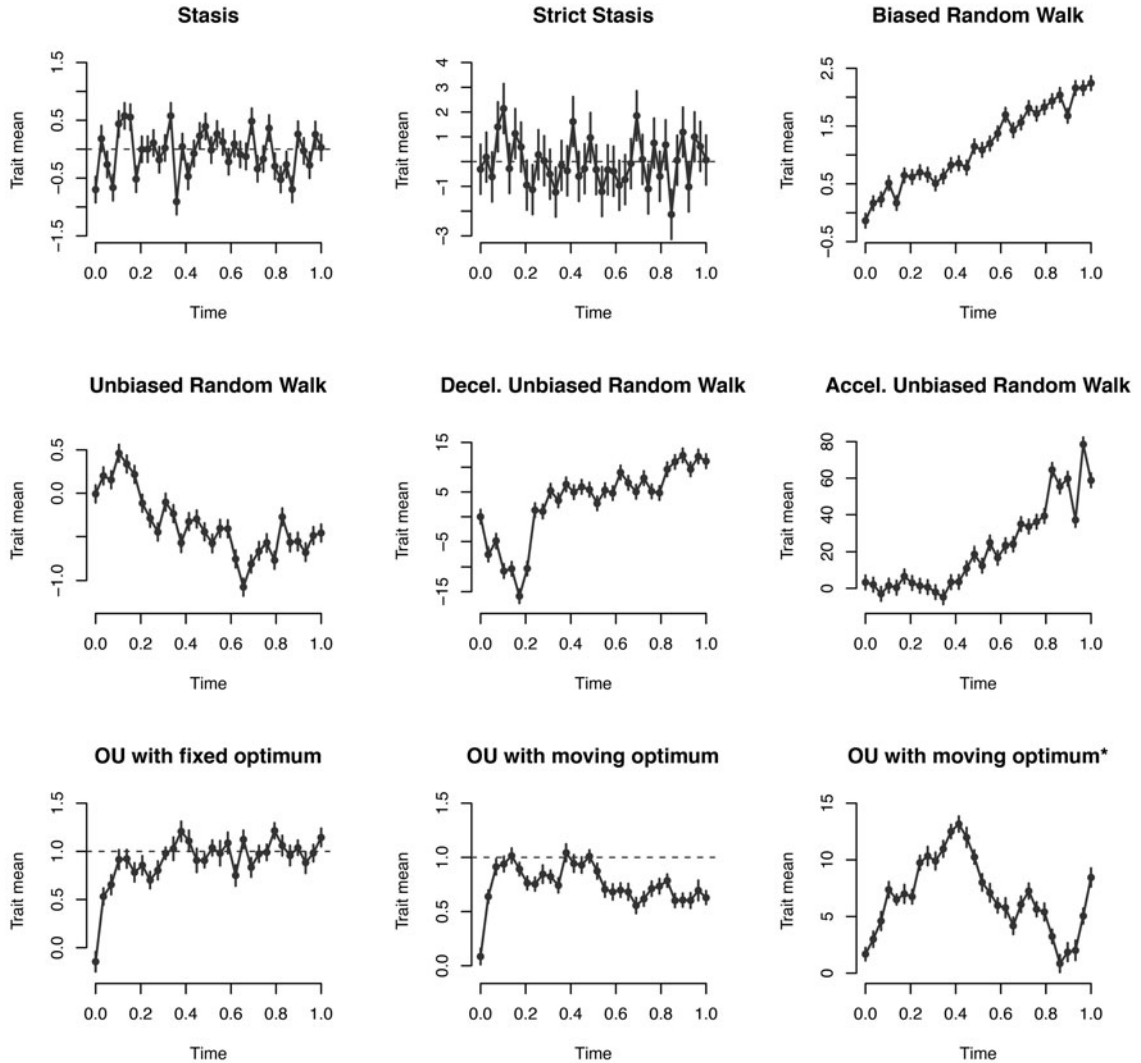 Stasis
Strict Stasis
Biased Random Walk
Trait mean
1.5
0.5
−0.5
−1.5
0.0 0.2 0.4 0.6 0.8 1.0
Time
Trait mean
4
3
2
1
0
−1
−3
0.0 0.2 0.4 0.6 0.8 1.0
Time
Trait mean
2.5
1.5
0.5
−0.5
0.0 0.2 0.4 0.6 0.8 1.0
Time
Unbiased Random Walk
Decel. Unbiased Random Walk
Accel. Unbiased Random Walk
Trait mean
0.5
0.0
−1.0
0.0 0.2 0.4 0.6 0.8 1.0
Time
Trait mean
15
5
−5
−15
0.0 0.2 0.4 0.6 0.8 1.0
Time
Trait mean
80
60
40
20
0
0.0 0.2 0.4 0.6 0.8 1.0
Time
OU with fixed optimum
OU with moving optimum
OU with moving optimum*
Trait mean
1.5
1.0
0.5
0.0
0.0 0.2 0.4 0.6 0.8 1.0
Time
Trait mean
1.5
1.0
0.5
0.0
0.0 0.2 0.4 0.6 0.8 1.0
Time
Trait mean
15
10
5
0
0.0 0.2 0.4 0.6 0.8 1.0
Time